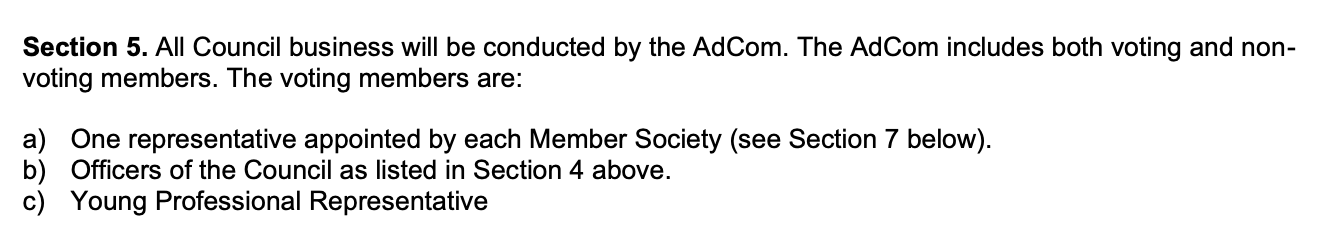 Section 5. All Council business will be conducted by the AdCom. The AdCom includes both voting and non-
voting members. The voting members are:
a) One representative appointed by each Member Society (see Section 7 below).
b) Officers of the Council as listed in Section 4 above.
c) Young Professional Representative